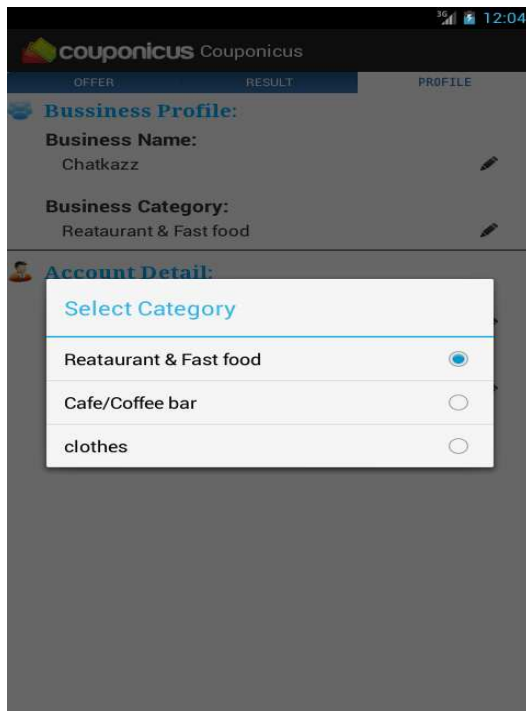 3G 12:04
couponicus Couponicus
OFFER RESULT PROFILE
Bussiness Profile:
Business Name:
Chatkazz
Business Category:
Reataurant & Fast food
Account Detail:
Select Category
Reataurant & Fast food
Cafe/Coffee bar
clothes